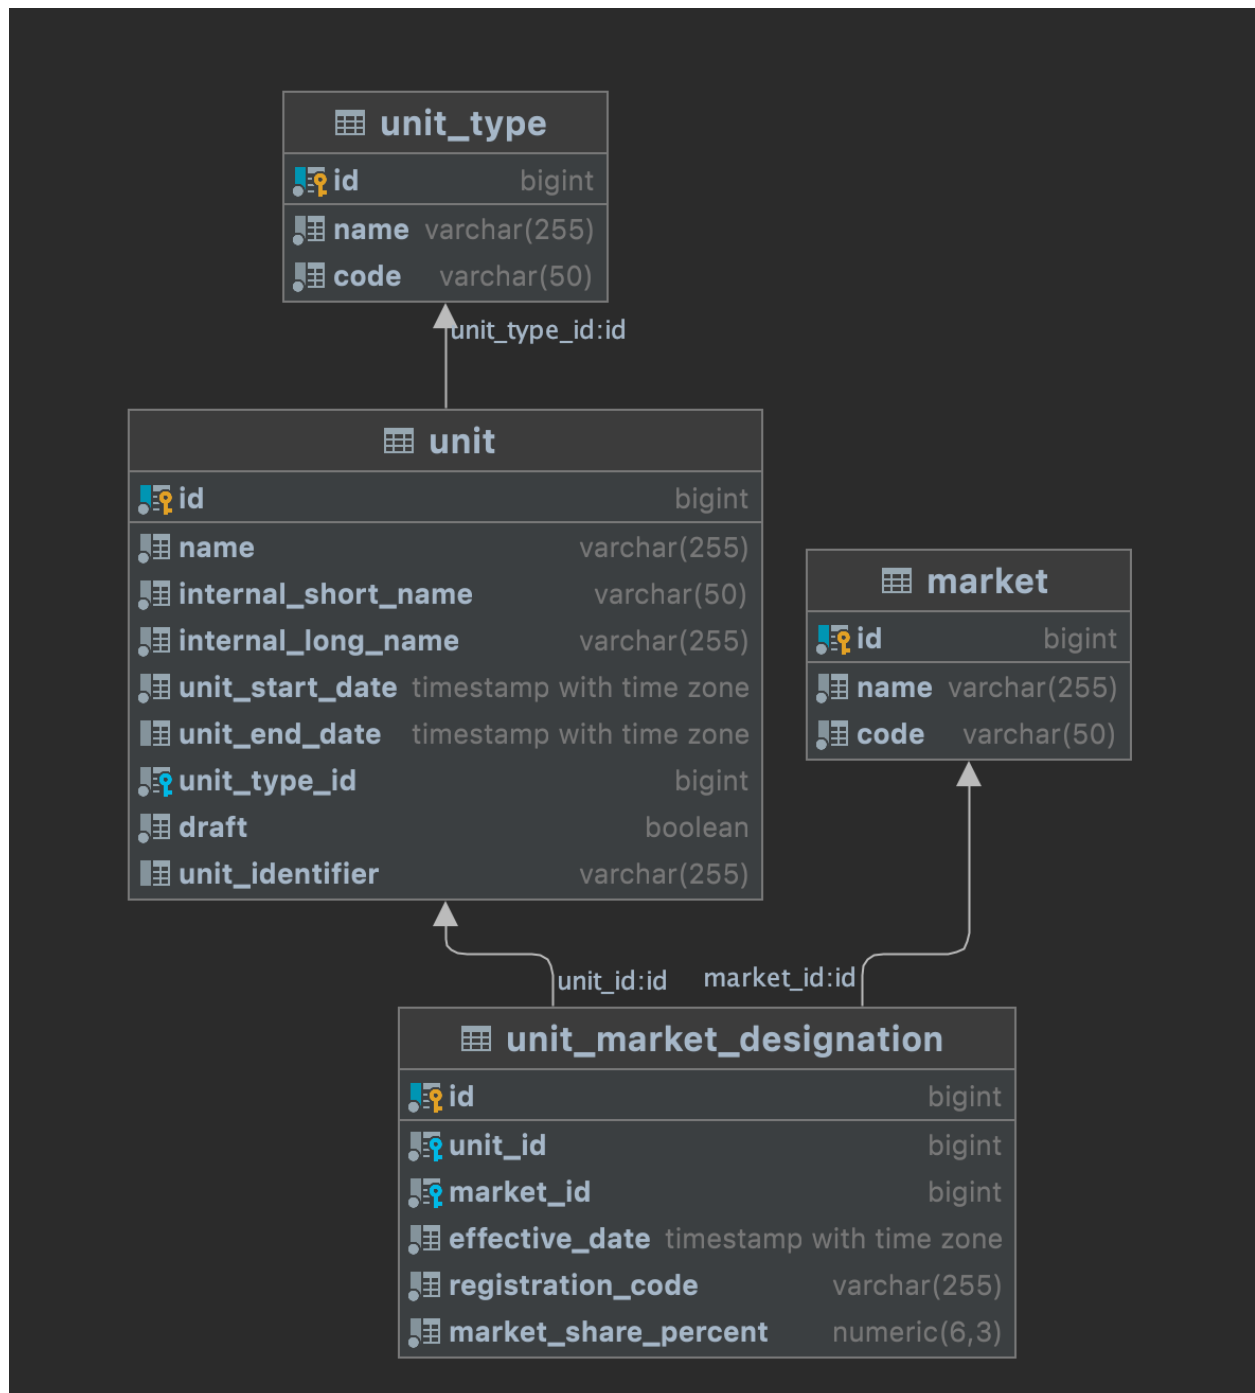 unit_type
id bigint
name varchar(255)
code varchar(50)
unit_type_id:id
unit
id bigint
name varchar(255)
internal_short_name varchar(50)
internal_long_name varchar(255)
unit_start_date timestamp with time zone
unit_end_date timestamp with time zone
unit_type_id bigint
draft boolean
unit_identifier varchar(255)
market
id bigint
name varchar(255)
code varchar(50)
unit_id:id
market_id:id
unit_market_designation
id bigint
unit_id bigint
market_id bigint
effective_date timestamp with time zone
registration_code varchar(255)
market_share_percent numeric(6,3)